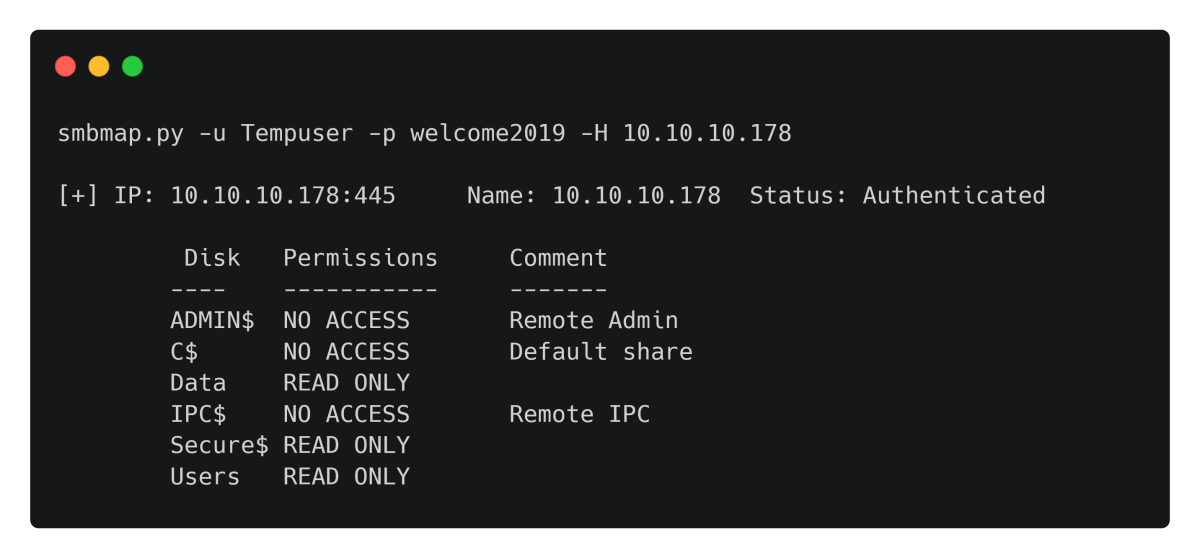 smbmap.py -u Tempuser -p welcome2019 -H 10.10.10.178
[+] IP: 10.10.10.178:445 Name: 10.10.10.178 Status: Authenticated
Disk Permissions Comment
---- ----------- -------
ADMIN$ NO ACCESS Remote Admin
C$ NO ACCESS Default share
Data READ ONLY
IPC$ NO ACCESS Remote IPC
Secure$ READ ONLY
Users READ ONLY